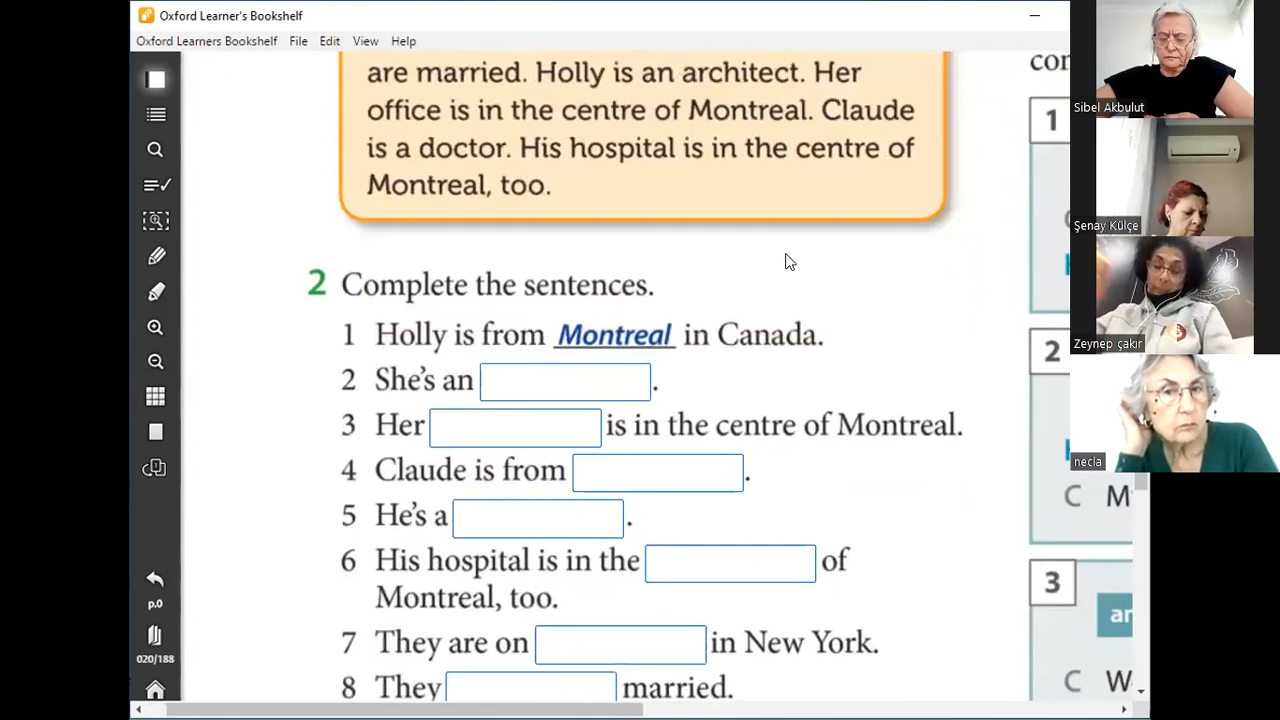 Oxford Learner's Bookshelf
Oxford Learners Bookshelf File Edit View Help
are married. Holly is an architect. Her
office is in the centre of Montreal. Claude
is a doctor. His hospital is in the centre of
Montreal, too.
2 Complete the sentences.
1 Holly is from Montreal in Canada.
2 She's an .
3 Her is in the centre of Montreal.
4 Claude is from .
5 He's a .
6 His hospital is in the of
Montreal, too.
7 They are on in New York.
8 They married.
p.0
020/188
con
1
2
C M
3
ar
C W
Sibel Akbulut
Şenay Külçe
Zeynep çakır
necla